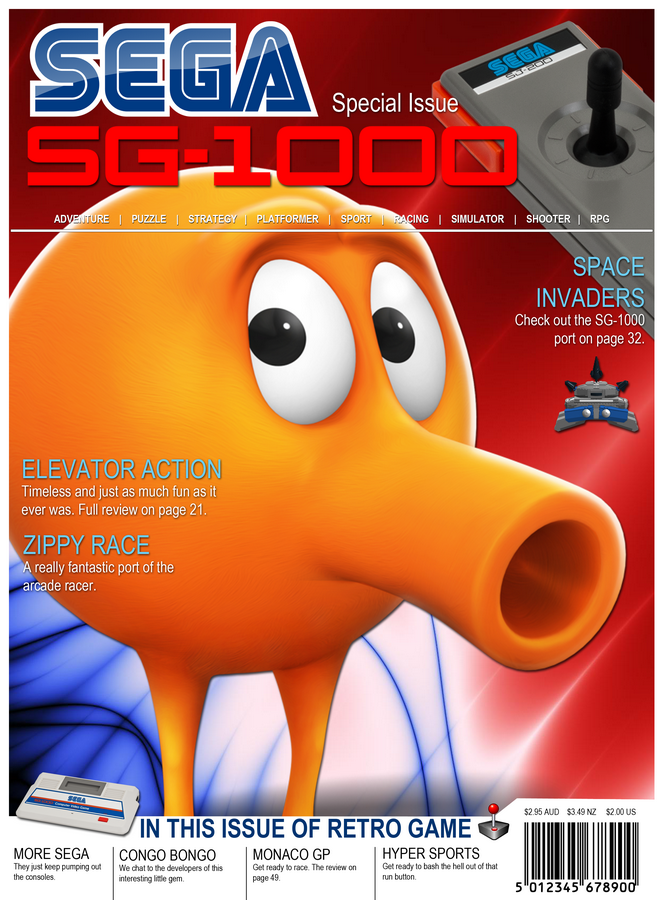 SEGA
Special Issue
SG-1000
SEGA
SJ-200
ADVENTURE | PUZZLE | STRATEGY | PLATFORMER | SPORT | RACING | SIMULATOR | SHOOTER | RPG
SPACE
INVADERS
Check out the SG-1000
port on page 32.
ELEVATOR ACTION
Timeless and just as much fun as it
ever was. Full review on page 21.
ZIPPY RACE
A really fantastic port of the
arcade racer.
SEGA
IN THIS ISSUE OF RETRO GAME
$2.95 AUD $3.49 NZ $2.00 US
MORE SEGA
They just keep pumping out
the consoles.
CONGO BONGO
We chat to the developers of this
interesting little gem.
MONACO GP
Get ready to race. The review on
page 49.
HYPER SPORTS
Get ready to bash the hell out of that
run button.
5 012345 678900